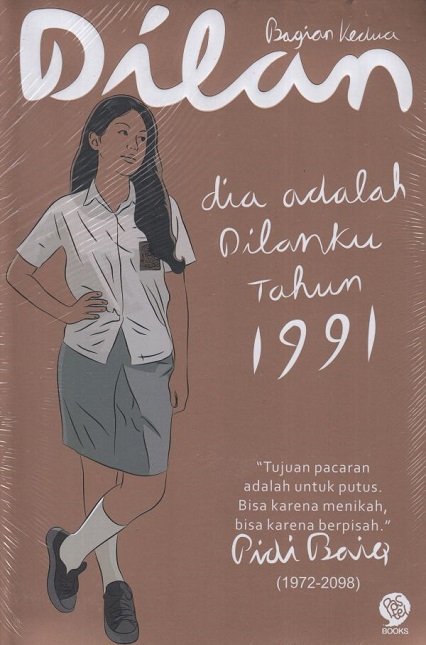 Bagian Kedua
Dilan
dia adalah
Dilanku
Tahun
1991
"Tujuan pacaran
adalah untuk putus.
Bisa karena menikah,
bisa karena berpisah."
Pidi Baiq
(1972-2098)
BOOKS